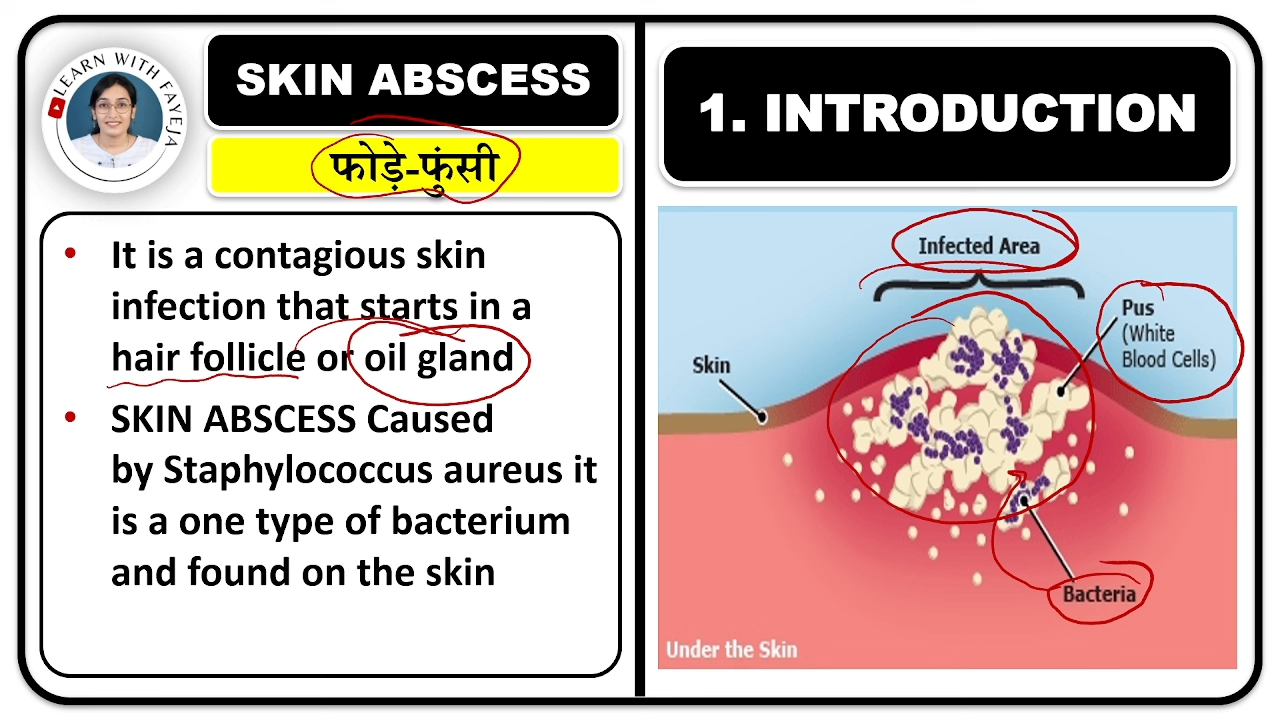 LEARN WITH FAYEJA
SKIN ABSCESS
फोड़े-फुंसी
• It is a contagious skin
infection that starts in a
hair follicle or oil gland
• SKIN ABSCESS Caused
by Staphylococcus aureus it
is a one type of bacterium
and found on the skin
1. INTRODUCTION
Infected Area
Pus
(White
Blood Cells)
Skin
Bacteria
Under the Skin